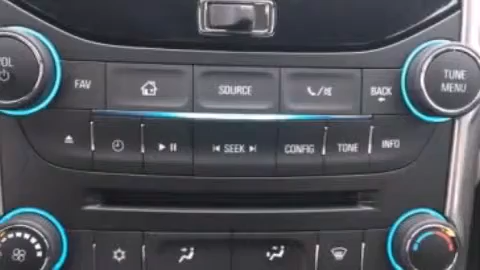 VOL
FAV SOURCE BACK TUNE
MENU
SEEK CONFIG TONE INFO